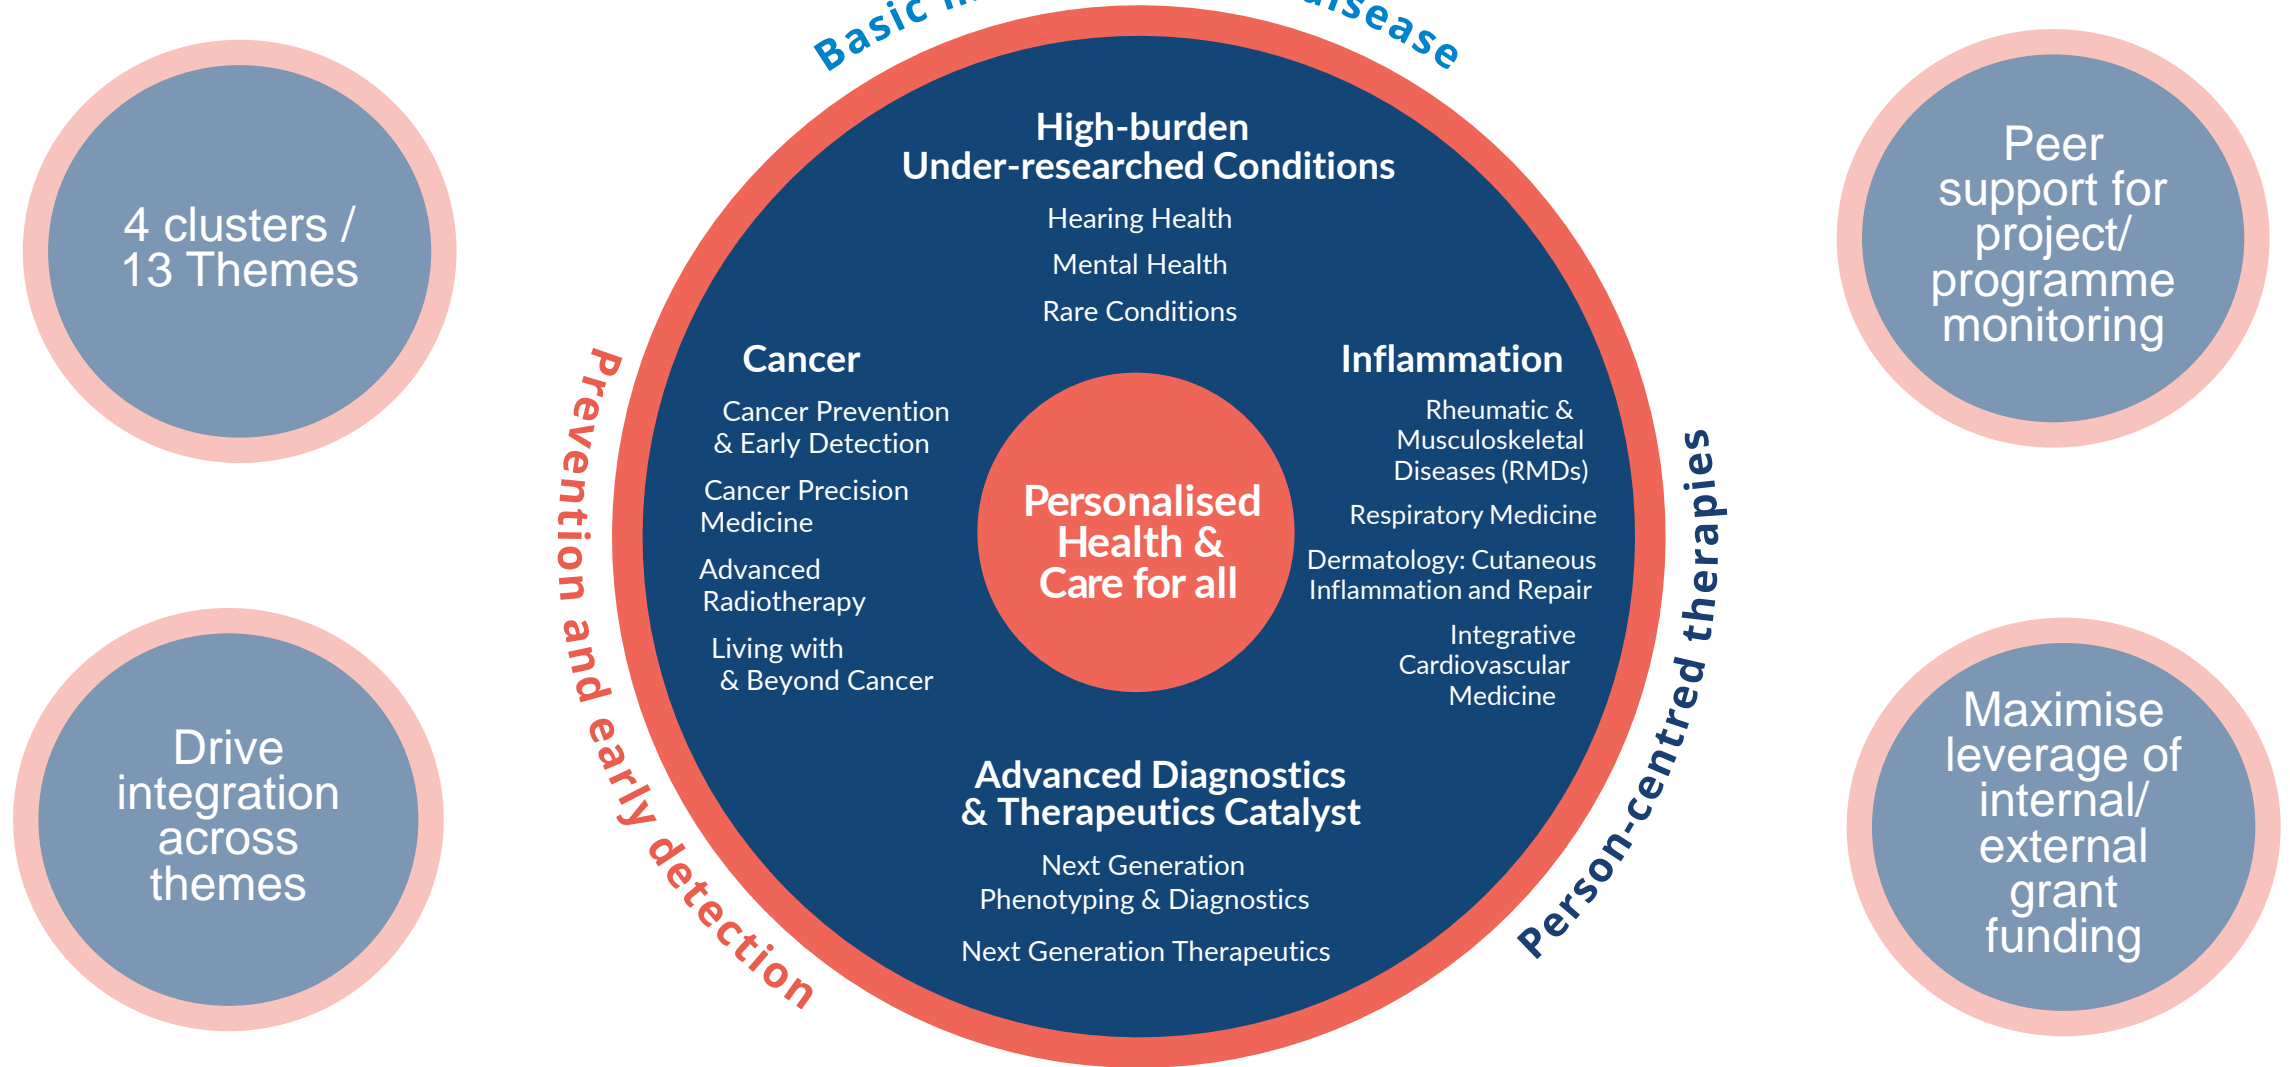 Basic
disease
4 clusters /
13 Themes
Drive
integration
across
themes
Prevention and early detection
High-burden
Under-researched Conditions
Hearing Health
Mental Health
Rare Conditions
Cancer
Cancer Prevention
& Early Detection
Cancer Precision
Medicine
Advanced
Radiotherapy
Living with
& Beyond Cancer
Personalised
Health &
Care for all
Inflammation
Rheumatic &
Musculoskeletal
Diseases (RMDs)
Respiratory Medicine
Dermatology: Cutaneous
Inflammation and Repair
Integrative
Cardiovascular
Medicine
Advanced Diagnostics
& Therapeutics Catalyst
Next Generation
Phenotyping & Diagnostics
Next Generation Therapeutics
Person-centred therapies
Peer
support for
project/
programme
monitoring
Maximise
leverage of
internal/
external
grant
funding